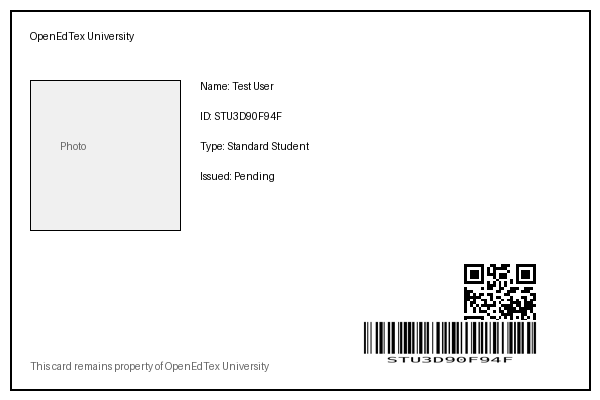 OpenEdTex University
Photo
Name: Test User
ID: STU3D90F94F
Type: Standard Student
Issued: Pending
STU3D90F94F
This card remains property of OpenEdTex University